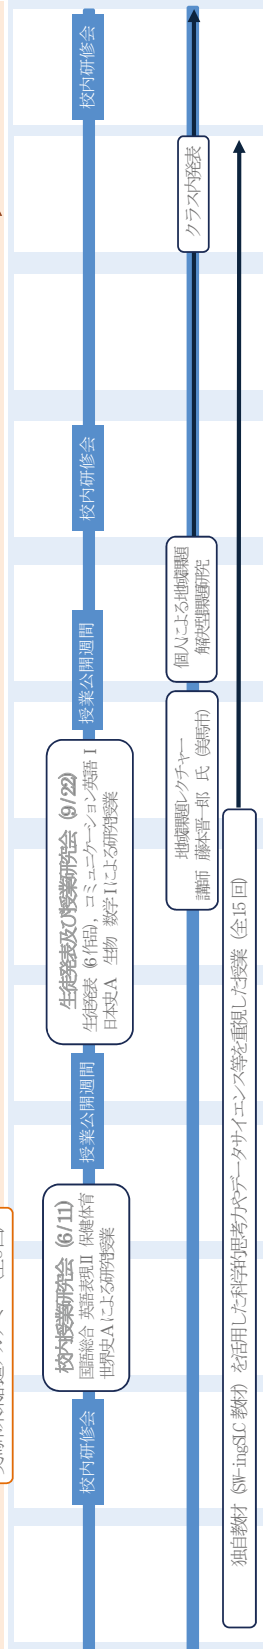 校内研修会
校内授業研究会 (6/11)
国語総合 英語表現Ⅱ 保健体育
世界史Aによる研究授業
授業公開週間
生徒発表及び授業研究会 (9/22)
生徒発表（6作品），コミュニケーション英語Ⅰ
日本史A 生物 数学Ⅰによる研究授業
授業公開週間
校内研修会
校内研修会
地域課題レクチャー
講師 藤本晋一郎 氏（美馬市）
個人による地域課題
解決型課題研究
クラス内発表
独自教材（SW-ingSLC 教材）を活用した科学的思考力やデータサイエンス等を重視した授業（全15回）